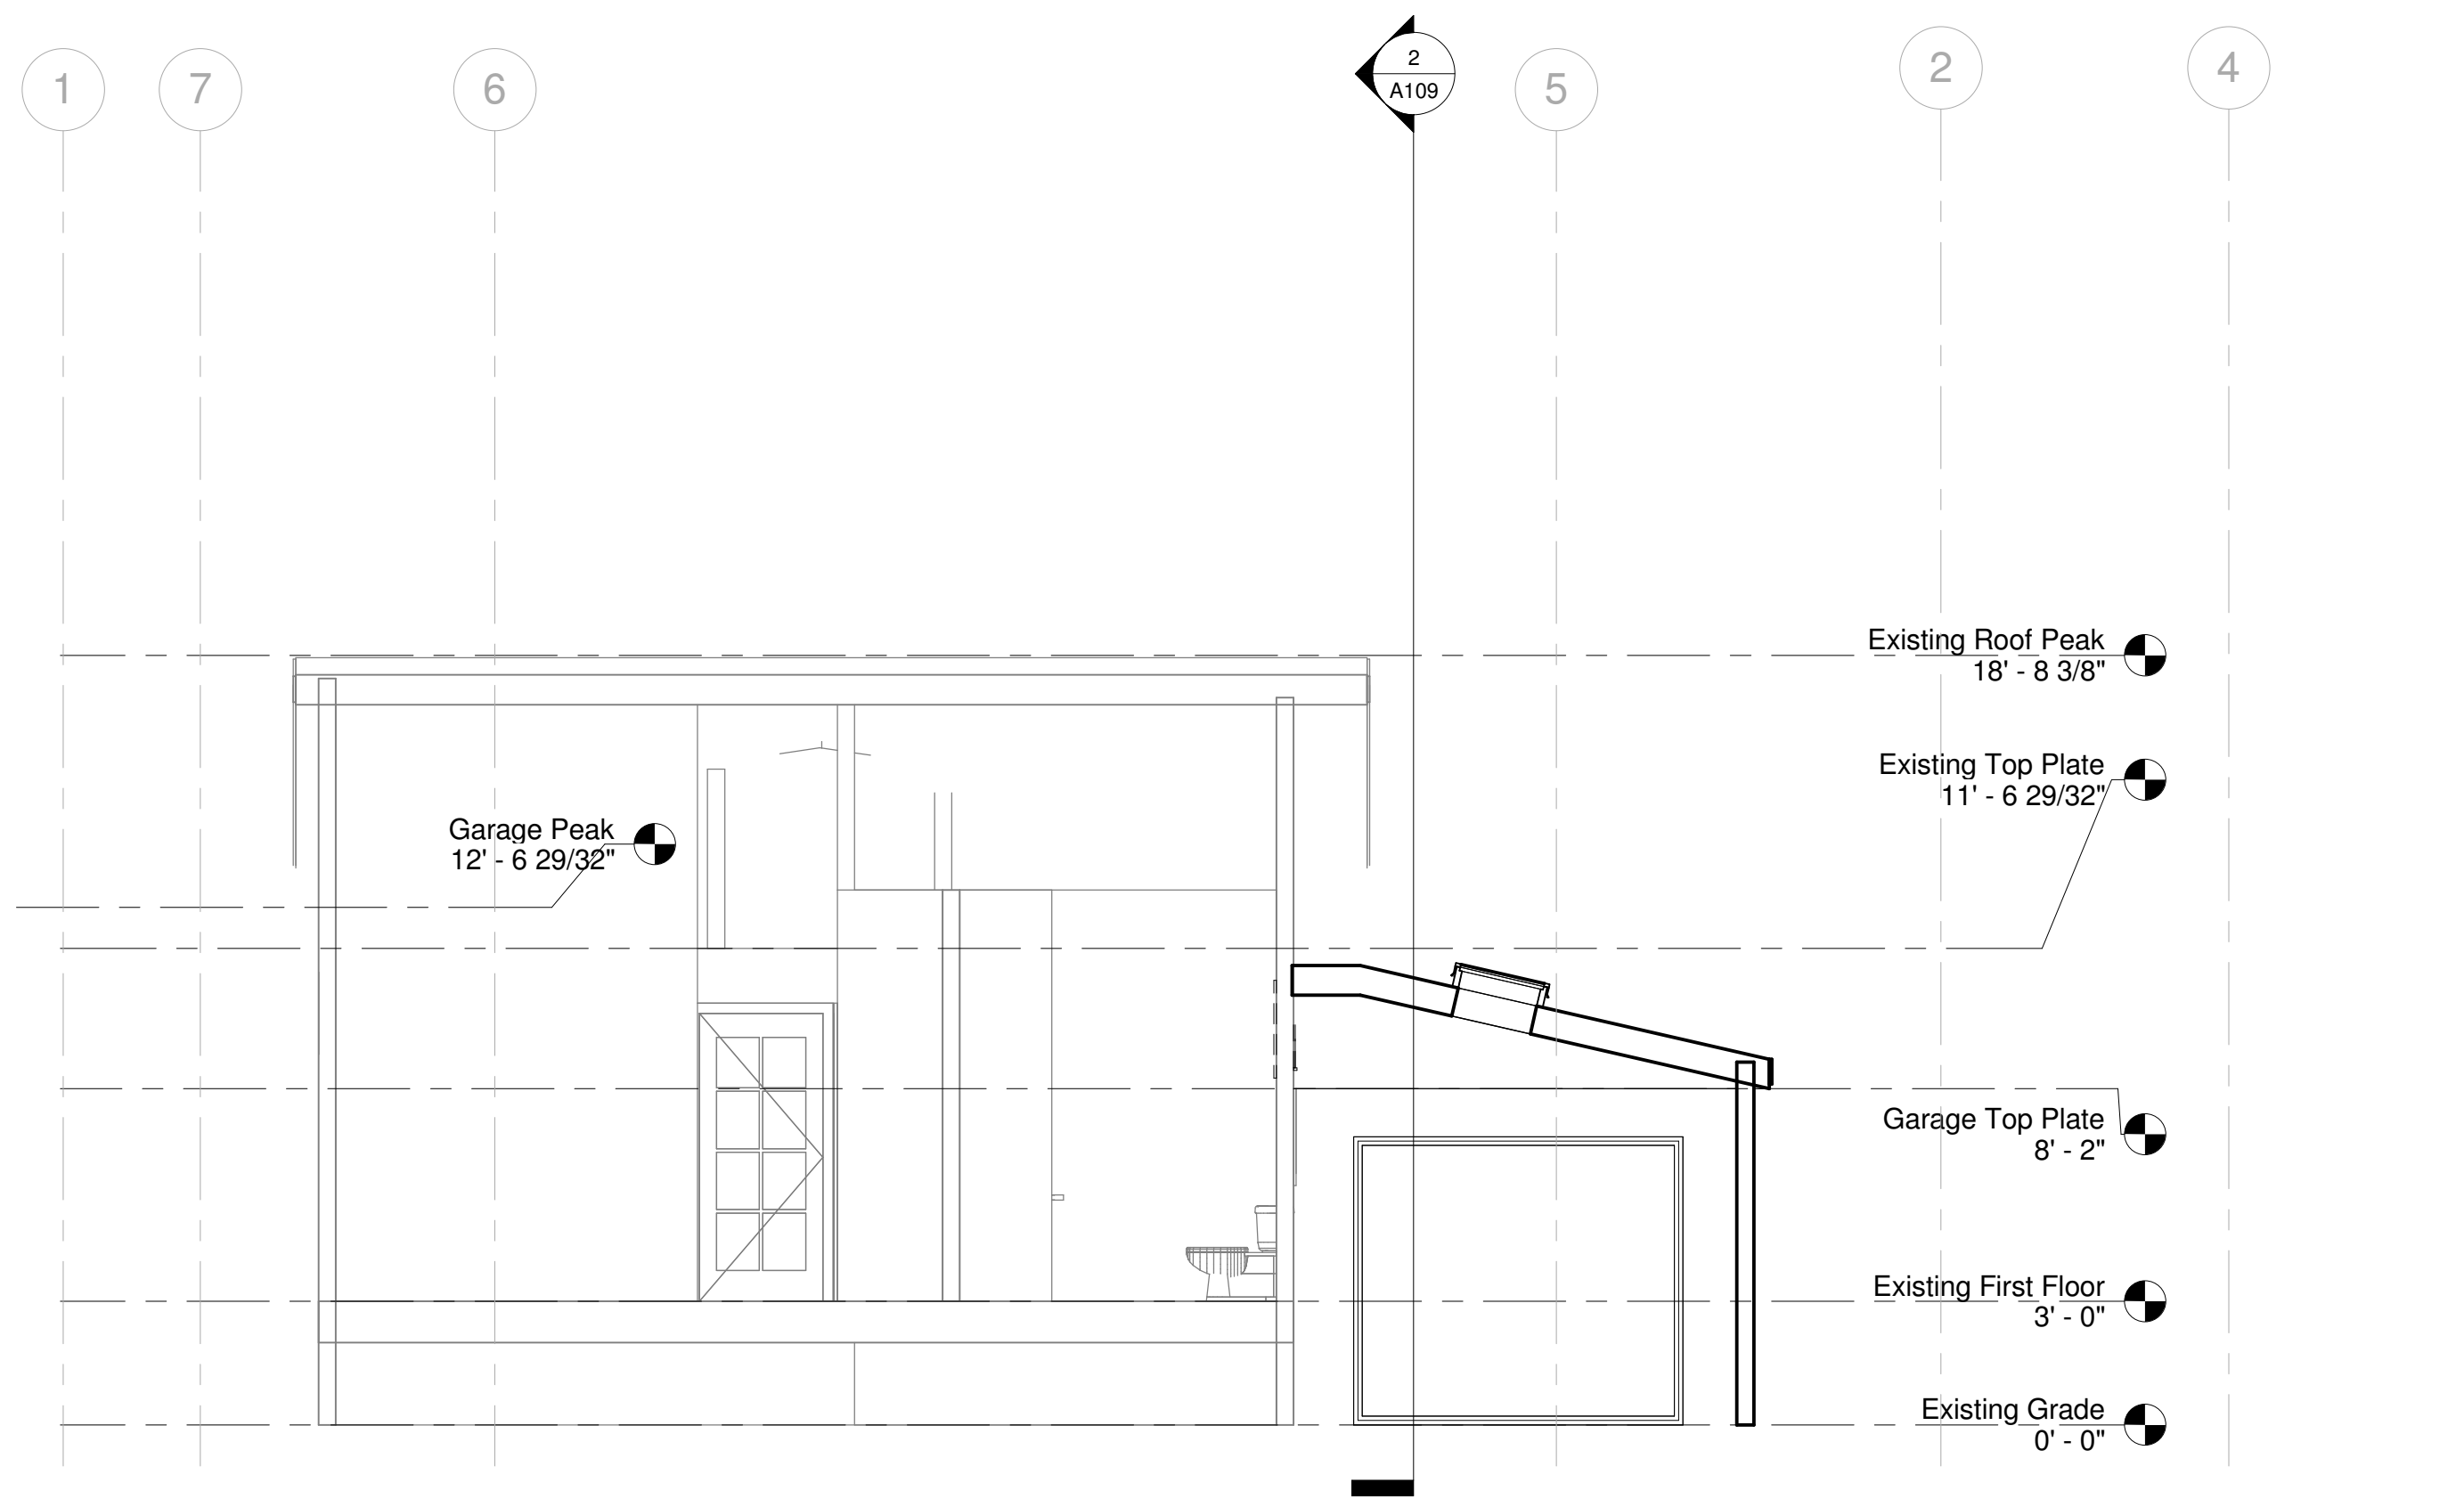 1
7
6
2
A109
5
2
4
Existing Roof Peak
18' - 8 3/8"
Existing Top Plate
11' - 6 29/32"
Garage Peak
12' - 6 29/32"
Garage Top Plate
8' - 2"
Existing First Floor
3' - 0"
Existing Grade
0' - 0"